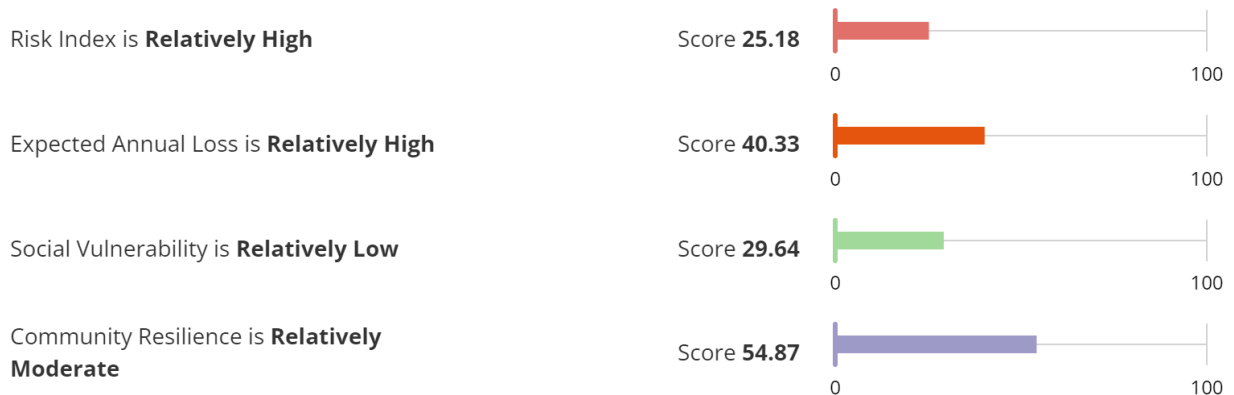 Risk Index is Relatively High
Score 25.18
0
100
Expected Annual Loss is Relatively High
Score 40.33
0
100
Social Vulnerability is Relatively Low
Score 29.64
0
100
Community Resilience is Relatively
Moderate
Score 54.87
0
100